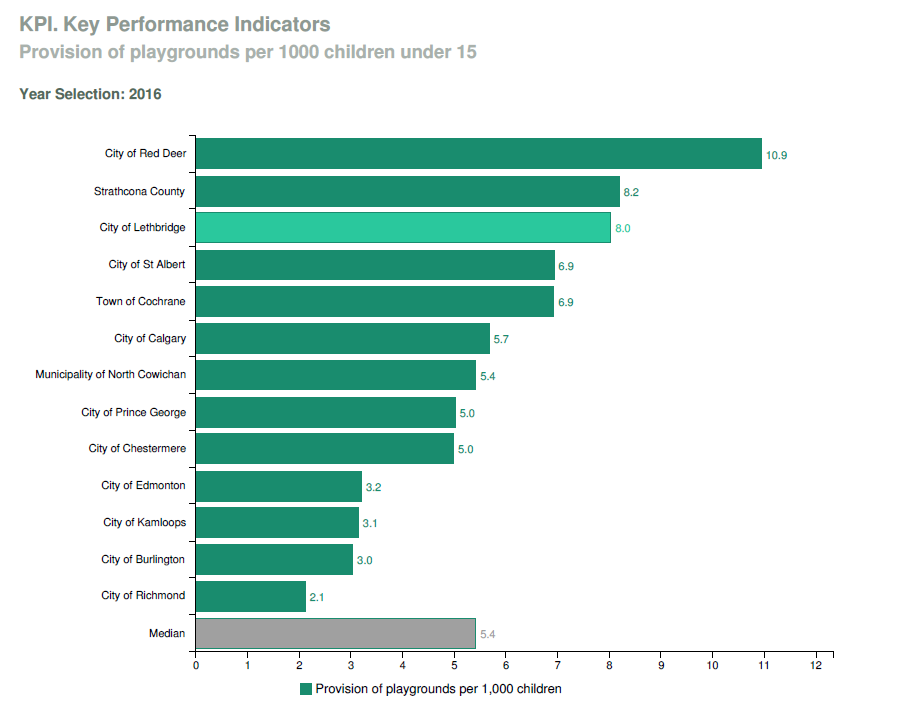 KPI. Key Performance Indicators
Provision of playgrounds per 1000 children under 15
Year Selection: 2016
City of Red Deer 10.9
Strathcona County 8.2
City of Lethbridge 8.0
City of St Albert 6.9
Town of Cochrane 6.9
City of Calgary 5.7
Municipality of North Cowichan 5.4
City of Prince George 5.0
City of Chestermere 5.0
City of Edmonton 3.2
City of Kamloops 3.1
City of Burlington 3.0
City of Richmond 2.1
Median 5.4
0 1 2 3 4 5 6 7 8 9 10 11 12
Provision of playgrounds per 1,000 children